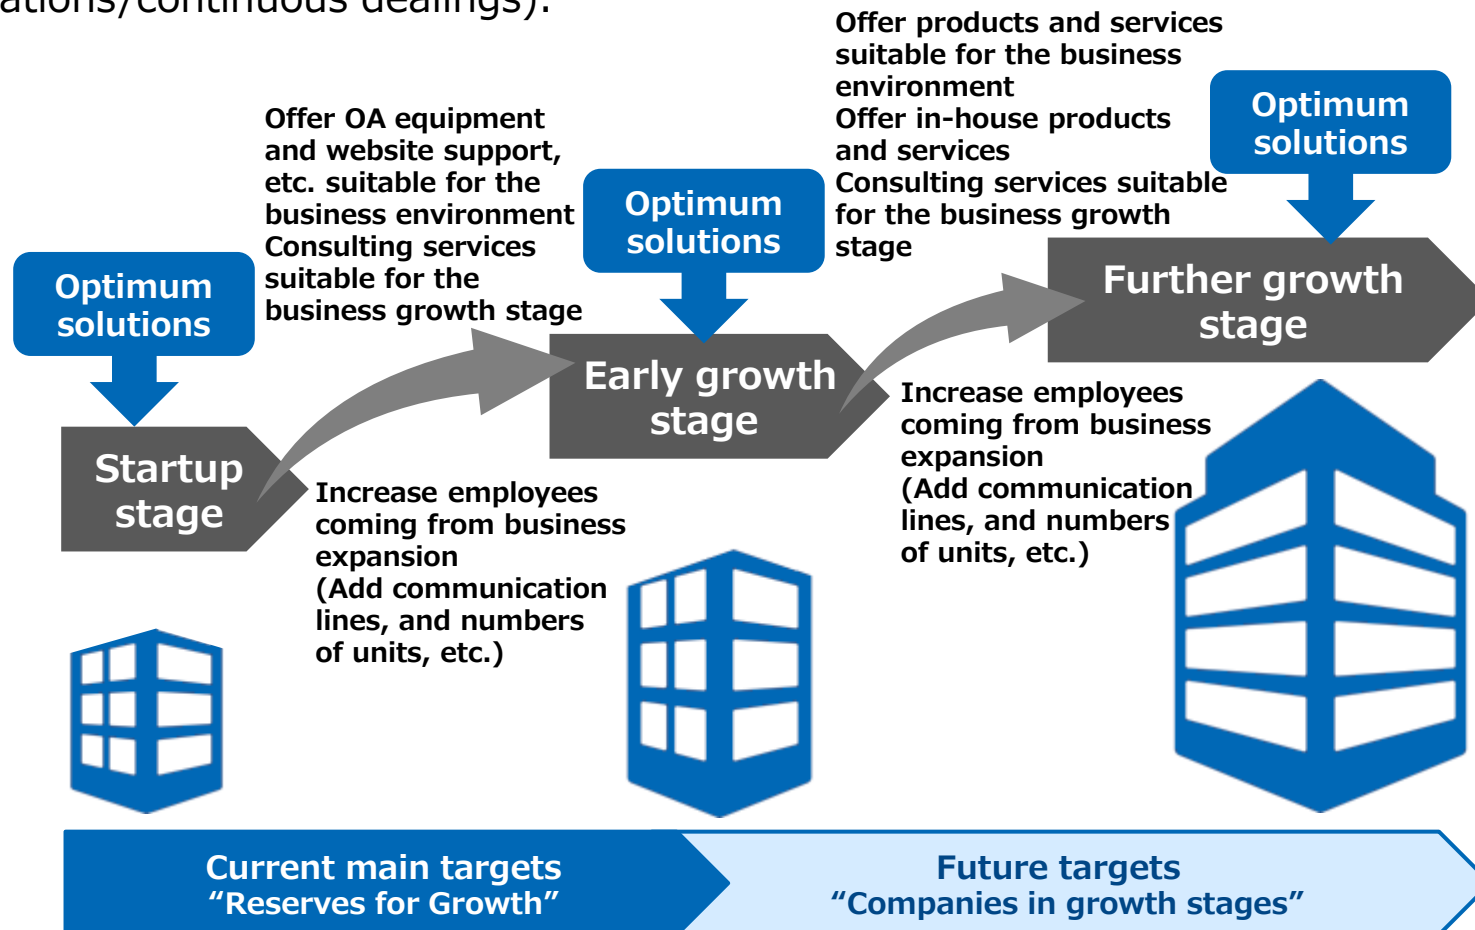 ations/continuous dealings).
Optimum
solutions
Startup
stage
Offer OA equipment
and website support,
etc. suitable for the
business environment
Consulting services
suitable for the
business growth stage
Increase employees
coming from business
expansion
(Add communication
lines, and numbers
of units, etc.)
Optimum
solutions
Early growth
stage
Offer products and services
suitable for the business
environment
Offer in-house products
and services
Consulting services suitable
for the business growth
stage
Increase employees
coming from business
expansion
(Add communication
lines, and numbers
of units, etc.)
Optimum
solutions
Further growth
stage
Current main targets
“Reserves for Growth”
Future targets
“Companies in growth stages”